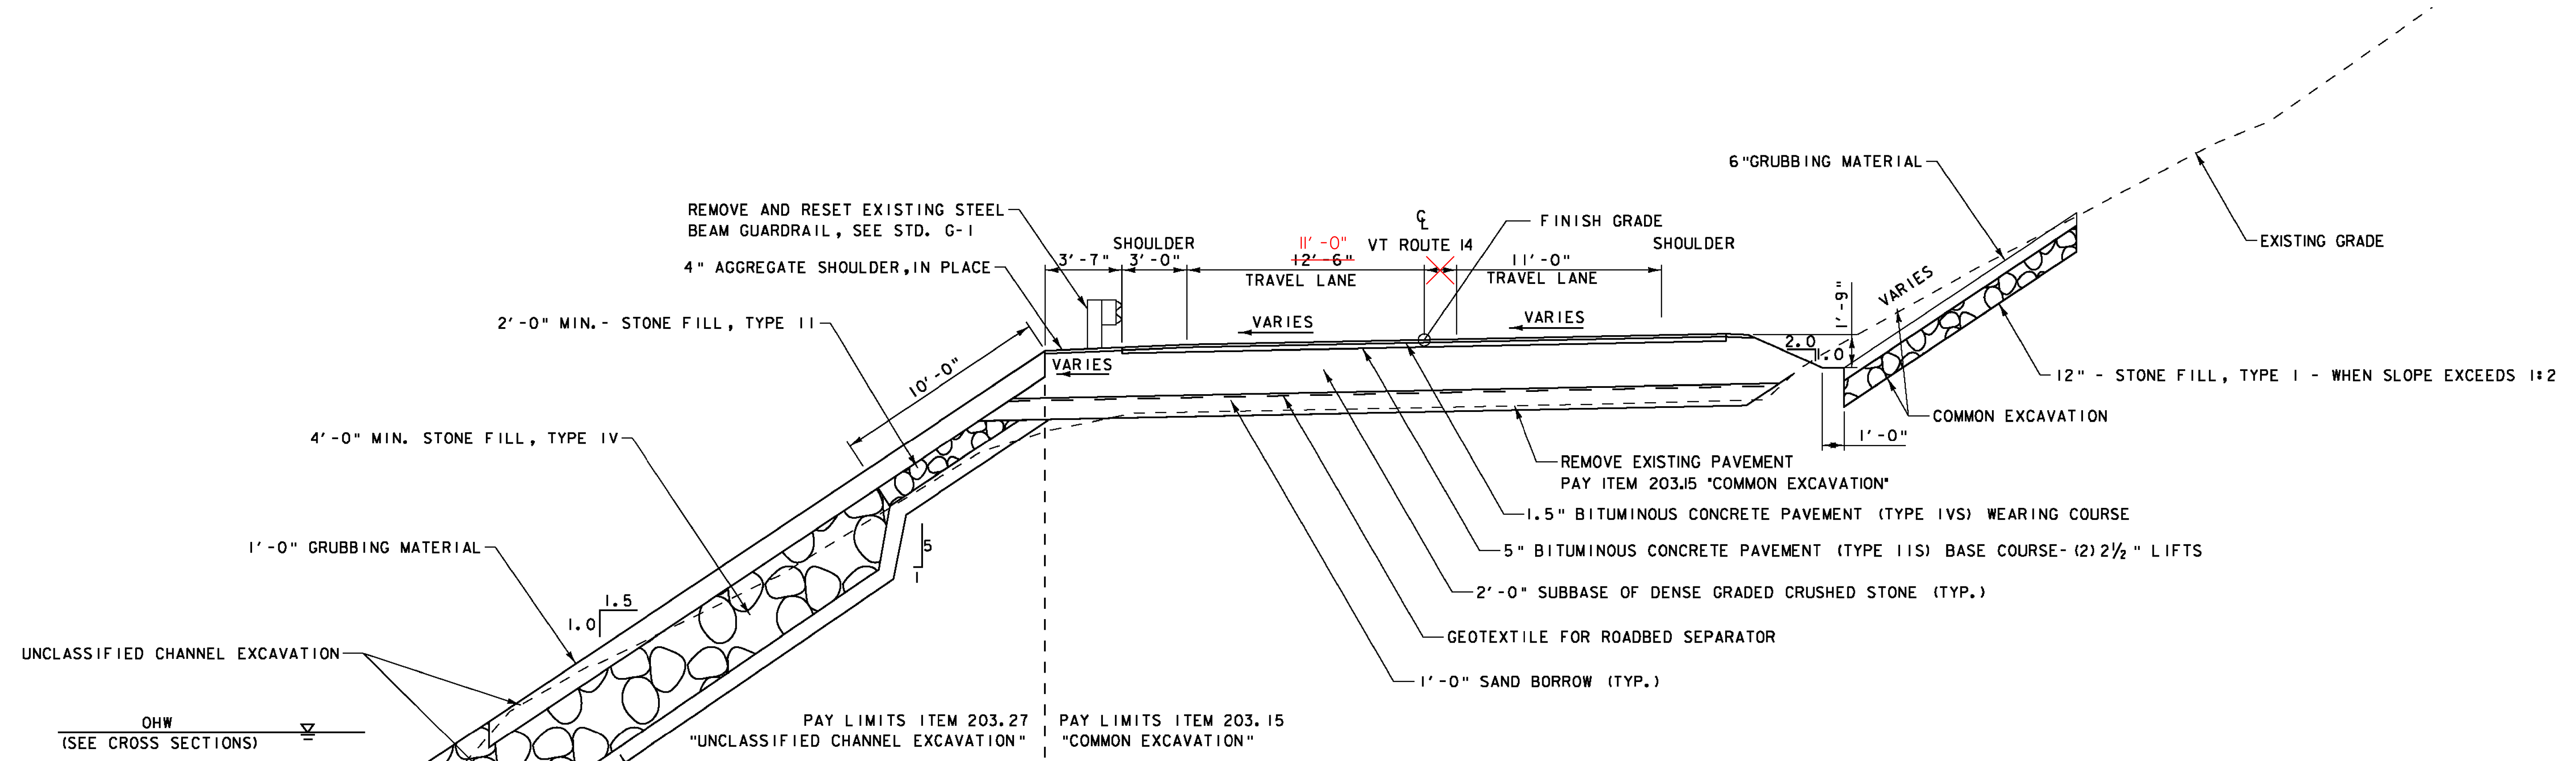 6"GRUBBING MATERIAL
REMOVE AND RESET EXISTING STEEL
BEAM GUARDRAIL, SEE STD. G-1
SHOULDER
11'-0"
℄
VT ROUTE 14
FINISH GRADE
SHOULDER
EXISTING GRADE
4" AGGREGATE SHOULDER,IN PLACE
3'-7"
3'-0"
12'-6"
TRAVEL LANE
11'-0"
TRAVEL LANE
VARIES
1'-9"
2'-0" MIN.- STONE FILL, TYPE II
VARIES
VARIES
VARIES
2.0
1.0
10'-0"
12" - STONE FILL, TYPE I - WHEN SLOPE EXCEEDS 1:2
COMMON EXCAVATION
1'-0"
4'-0" MIN. STONE FILL, TYPE IV
REMOVE EXISTING PAVEMENT
PAY ITEM 203.15 "COMMON EXCAVATION"
1.5" BITUMINOUS CONCRETE PAVEMENT (TYPE IVS) WEARING COURSE
1'-0" GRUBBING MATERIAL
5
1
5" BITUMINOUS CONCRETE PAVEMENT (TYPE IIS) BASE COURSE-(2)2½" LIFTS
2'-0" SUBBASE OF DENSE GRADED CRUSHED STONE (TYP.)
1.5
1.0
GEOTEXTILE FOR ROADBED SEPARATOR
UNCLASSIFIED CHANNEL EXCAVATION
1'-0" SAND BORROW (TYP.)
OHW
(SEE CROSS SECTIONS)
PAY LIMITS ITEM 203.27
"UNCLASSIFIED CHANNEL EXCAVATION"
PAY LIMITS ITEM 203.15
"COMMON EXCAVATION"